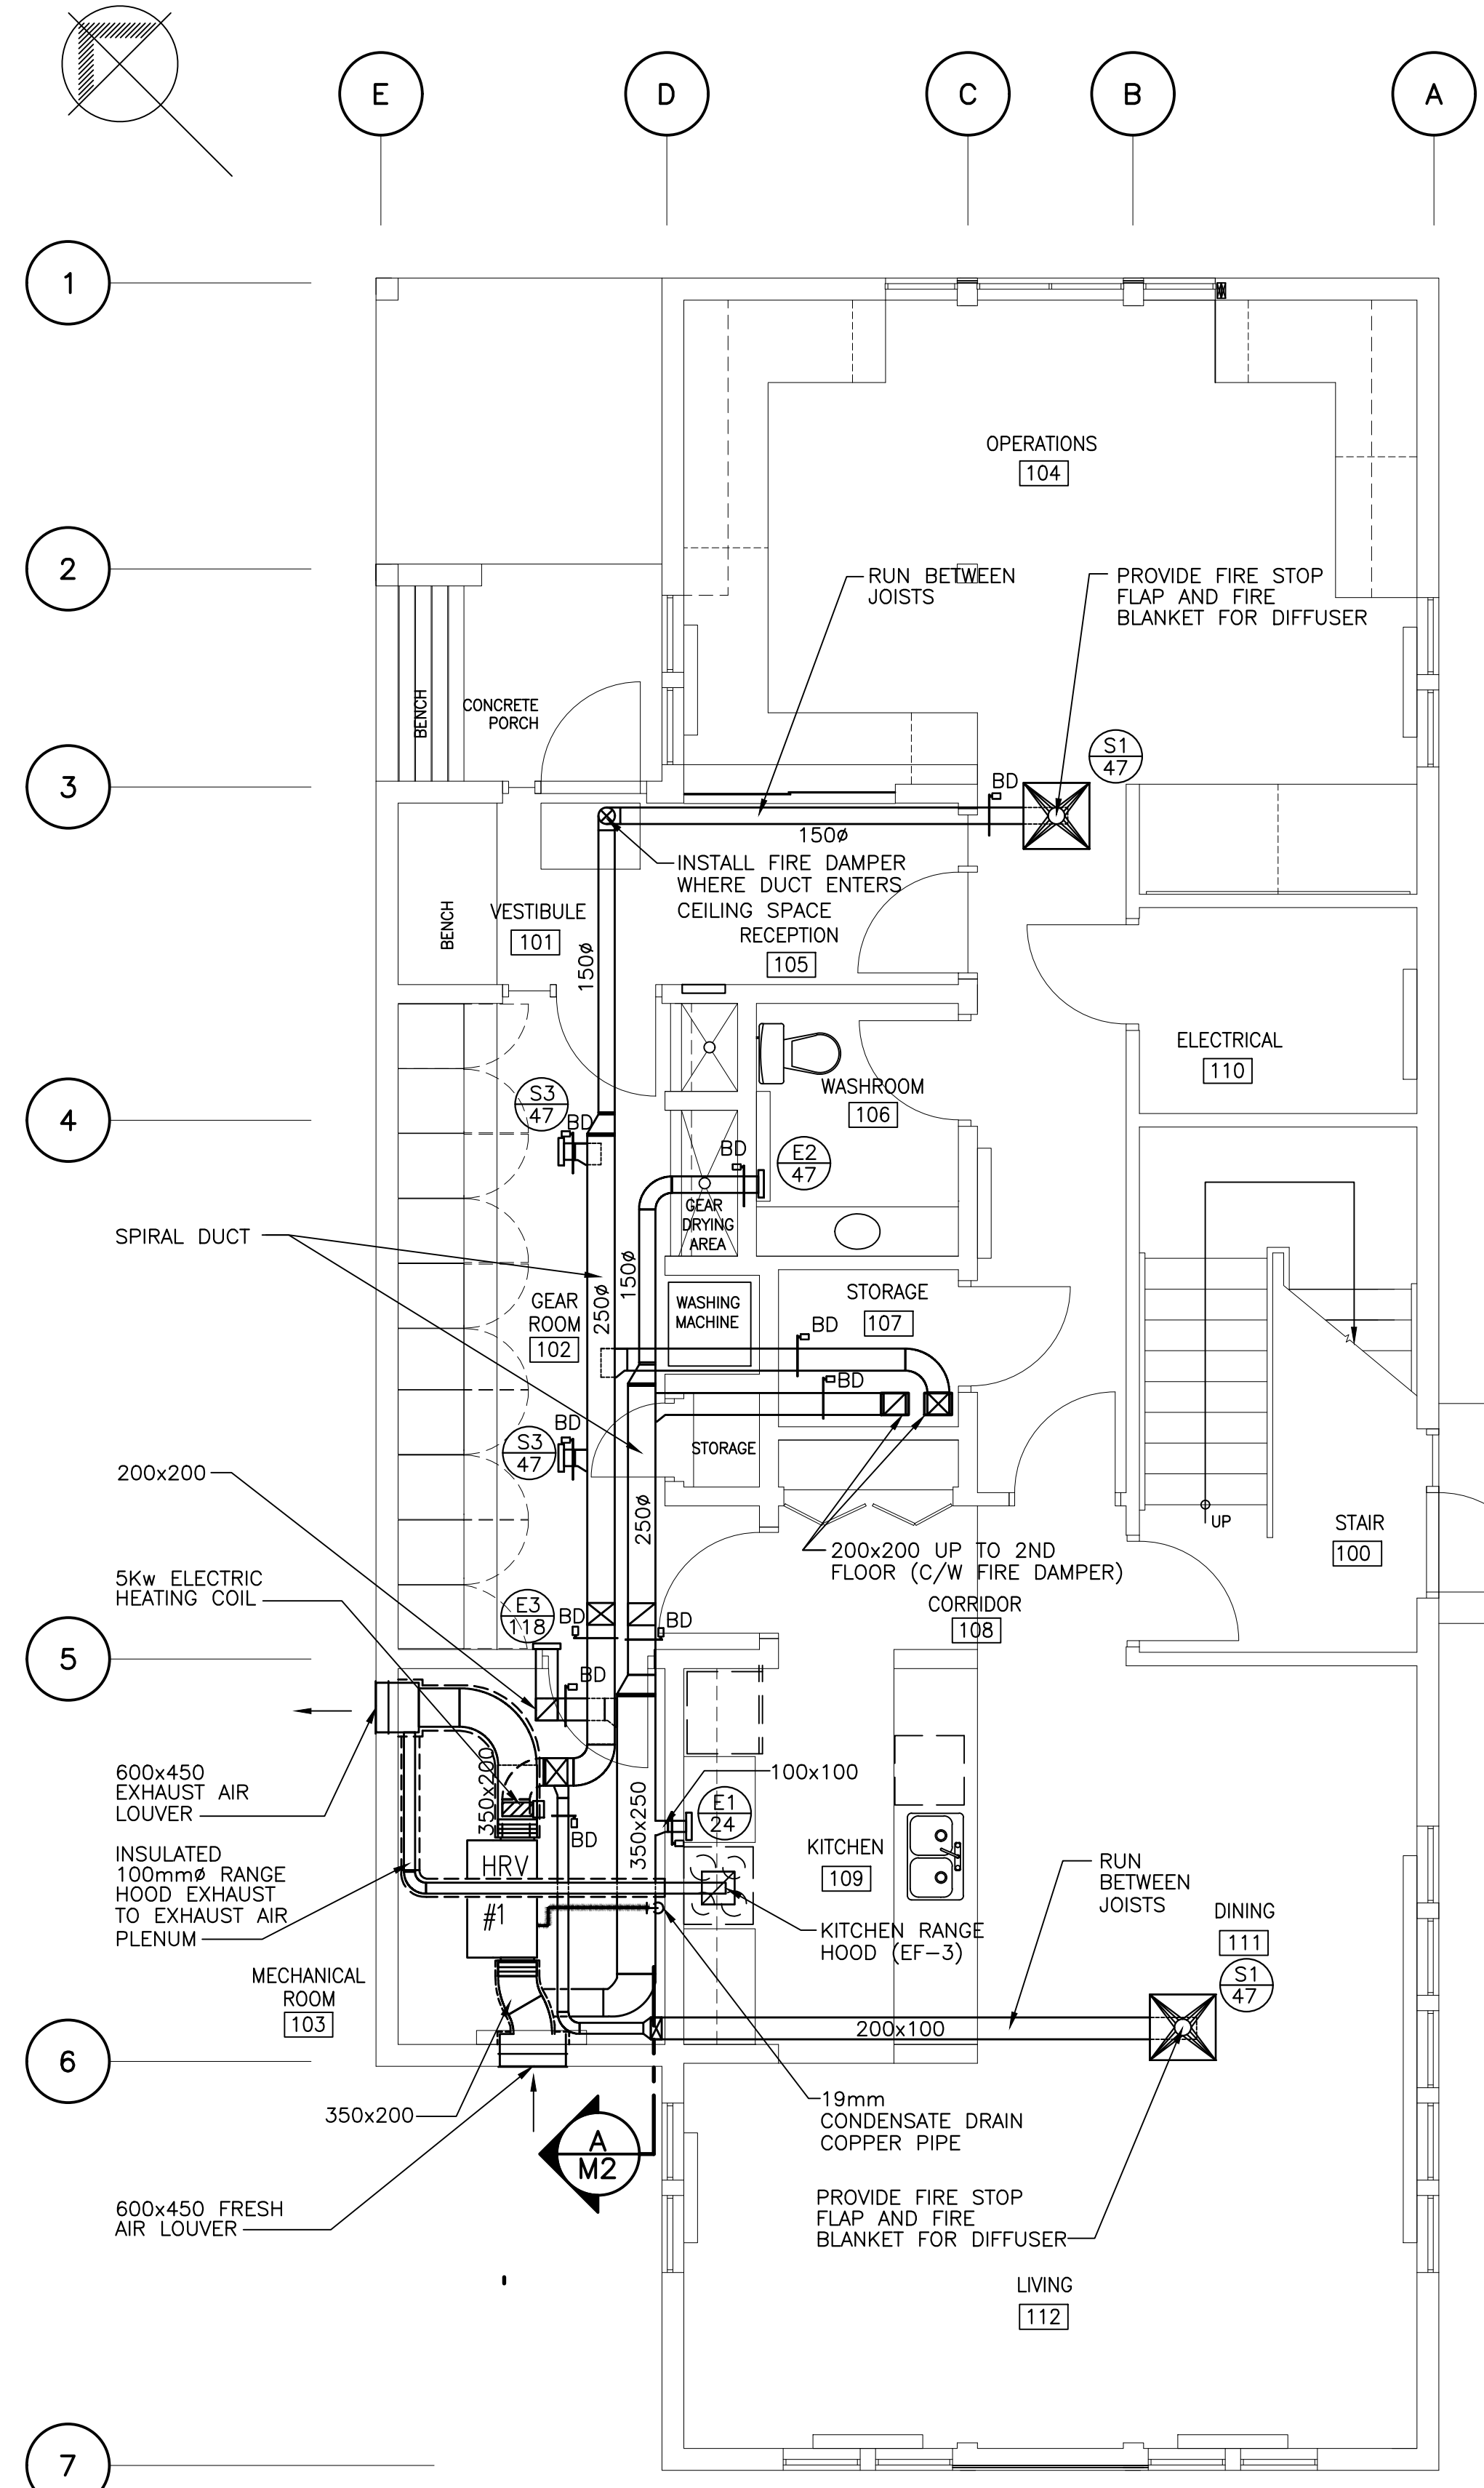 E
D
C
B
A
1
OPERATIONS
104
2
RUN BETWEEN
JOISTS
PROVIDE FIRE STOP
FLAP AND FIRE
BLANKET FOR DIFFUSER
BENCH
CONCRETE
PORCH
3
S1
47
BD
150ø
INSTALL FIRE DAMPER
WHERE DUCT ENTERS
CEILING SPACE
VESTIBULE
101
BENCH
150ø
RECEPTION
105
ELECTRICAL
110
WASHROOM
106
4
S3
47
BD
BD
E2
47
GEAR
DRYING
AREA
SPIRAL DUCT
150ø
250ø
GEAR
ROOM
102
WASHING
MACHINE
STORAGE
107
BD
BD
BD
S3
47
STORAGE
200x200
250ø
UP
STAIR
100
200x200 UP TO 2ND
FLOOR (C/W FIRE DAMPER)
5Kw ELECTRIC
HEATING COIL
E3
118
BD
BD
CORRIDOR
108
5
BD
600x450
EXHAUST AIR
LOUVER
350x200
100x100
E1
24
350x250
BD
KITCHEN
109
INSULATED
100mmø RANGE
HOOD EXHAUST
TO EXHAUST AIR
PLENUM
HRV
#1
RUN
BETWEEN
JOISTS
KITCHEN RANGE
HOOD (EF-3)
DINING
111
S1
47
MECHANICAL
ROOM
103
200x100
6
350x200
19mm
CONDENSATE DRAIN
COPPER PIPE
A
M2
600x450 FRESH
AIR LOUVER
PROVIDE FIRE STOP
FLAP AND FIRE
BLANKET FOR DIFFUSER
LIVING
112
7